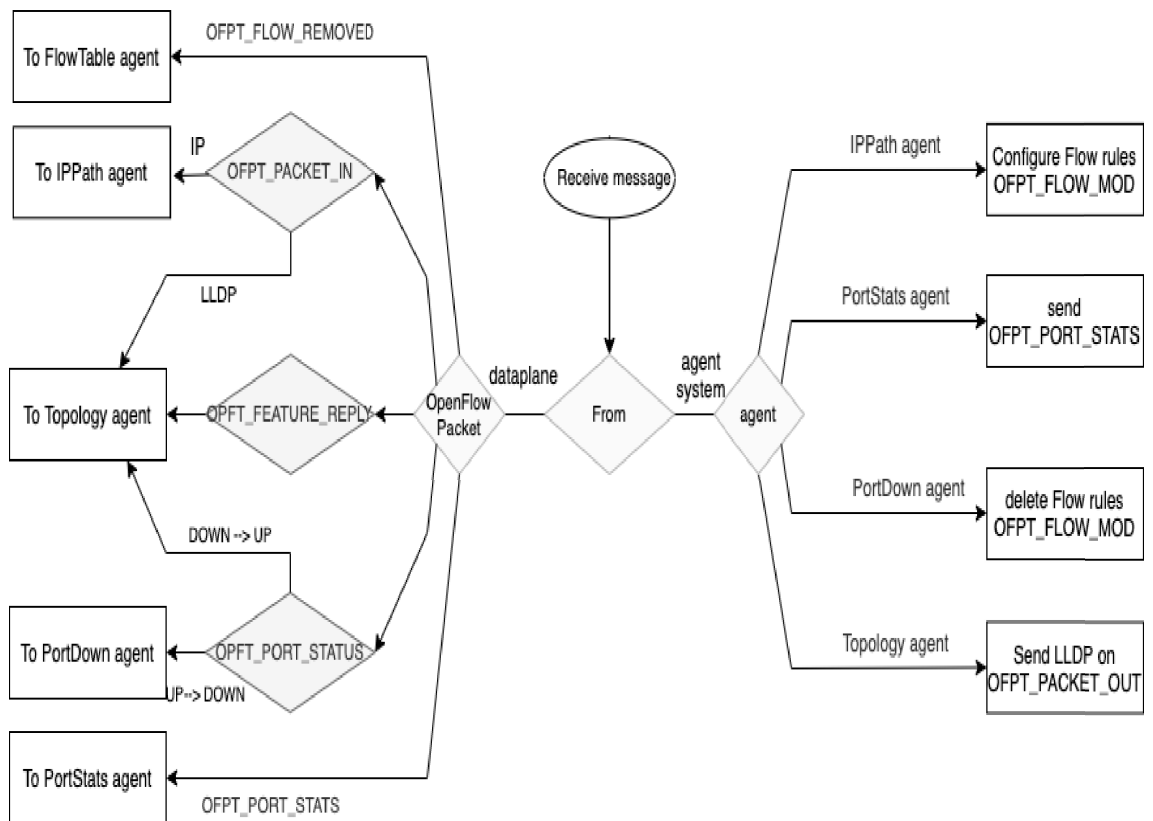 OFPT_FLOW_REMOVED
To FlowTable agent
IP
To IPPath agent
OFPT_PACKET_IN
LLDP
To Topology agent
OPFT_FEATURE_REPLY
DOWN --> UP
To PortDown agent
OPFT_PORT_STATUS
UP--> DOWN
To PortStats agent
OFPT_PORT_STATS
Receive message
OpenFlow
Packet
dataplane
From
agent
system
agent
IPPath agent
Configure Flow rules
OFPT_FLOW_MOD
PortStats agent
send
OFPT_PORT_STATS
PortDown agent
delete Flow rules
OFPT_FLOW_MOD
Topology agent
Send LLDP on
OFPT_PACKET_OUT